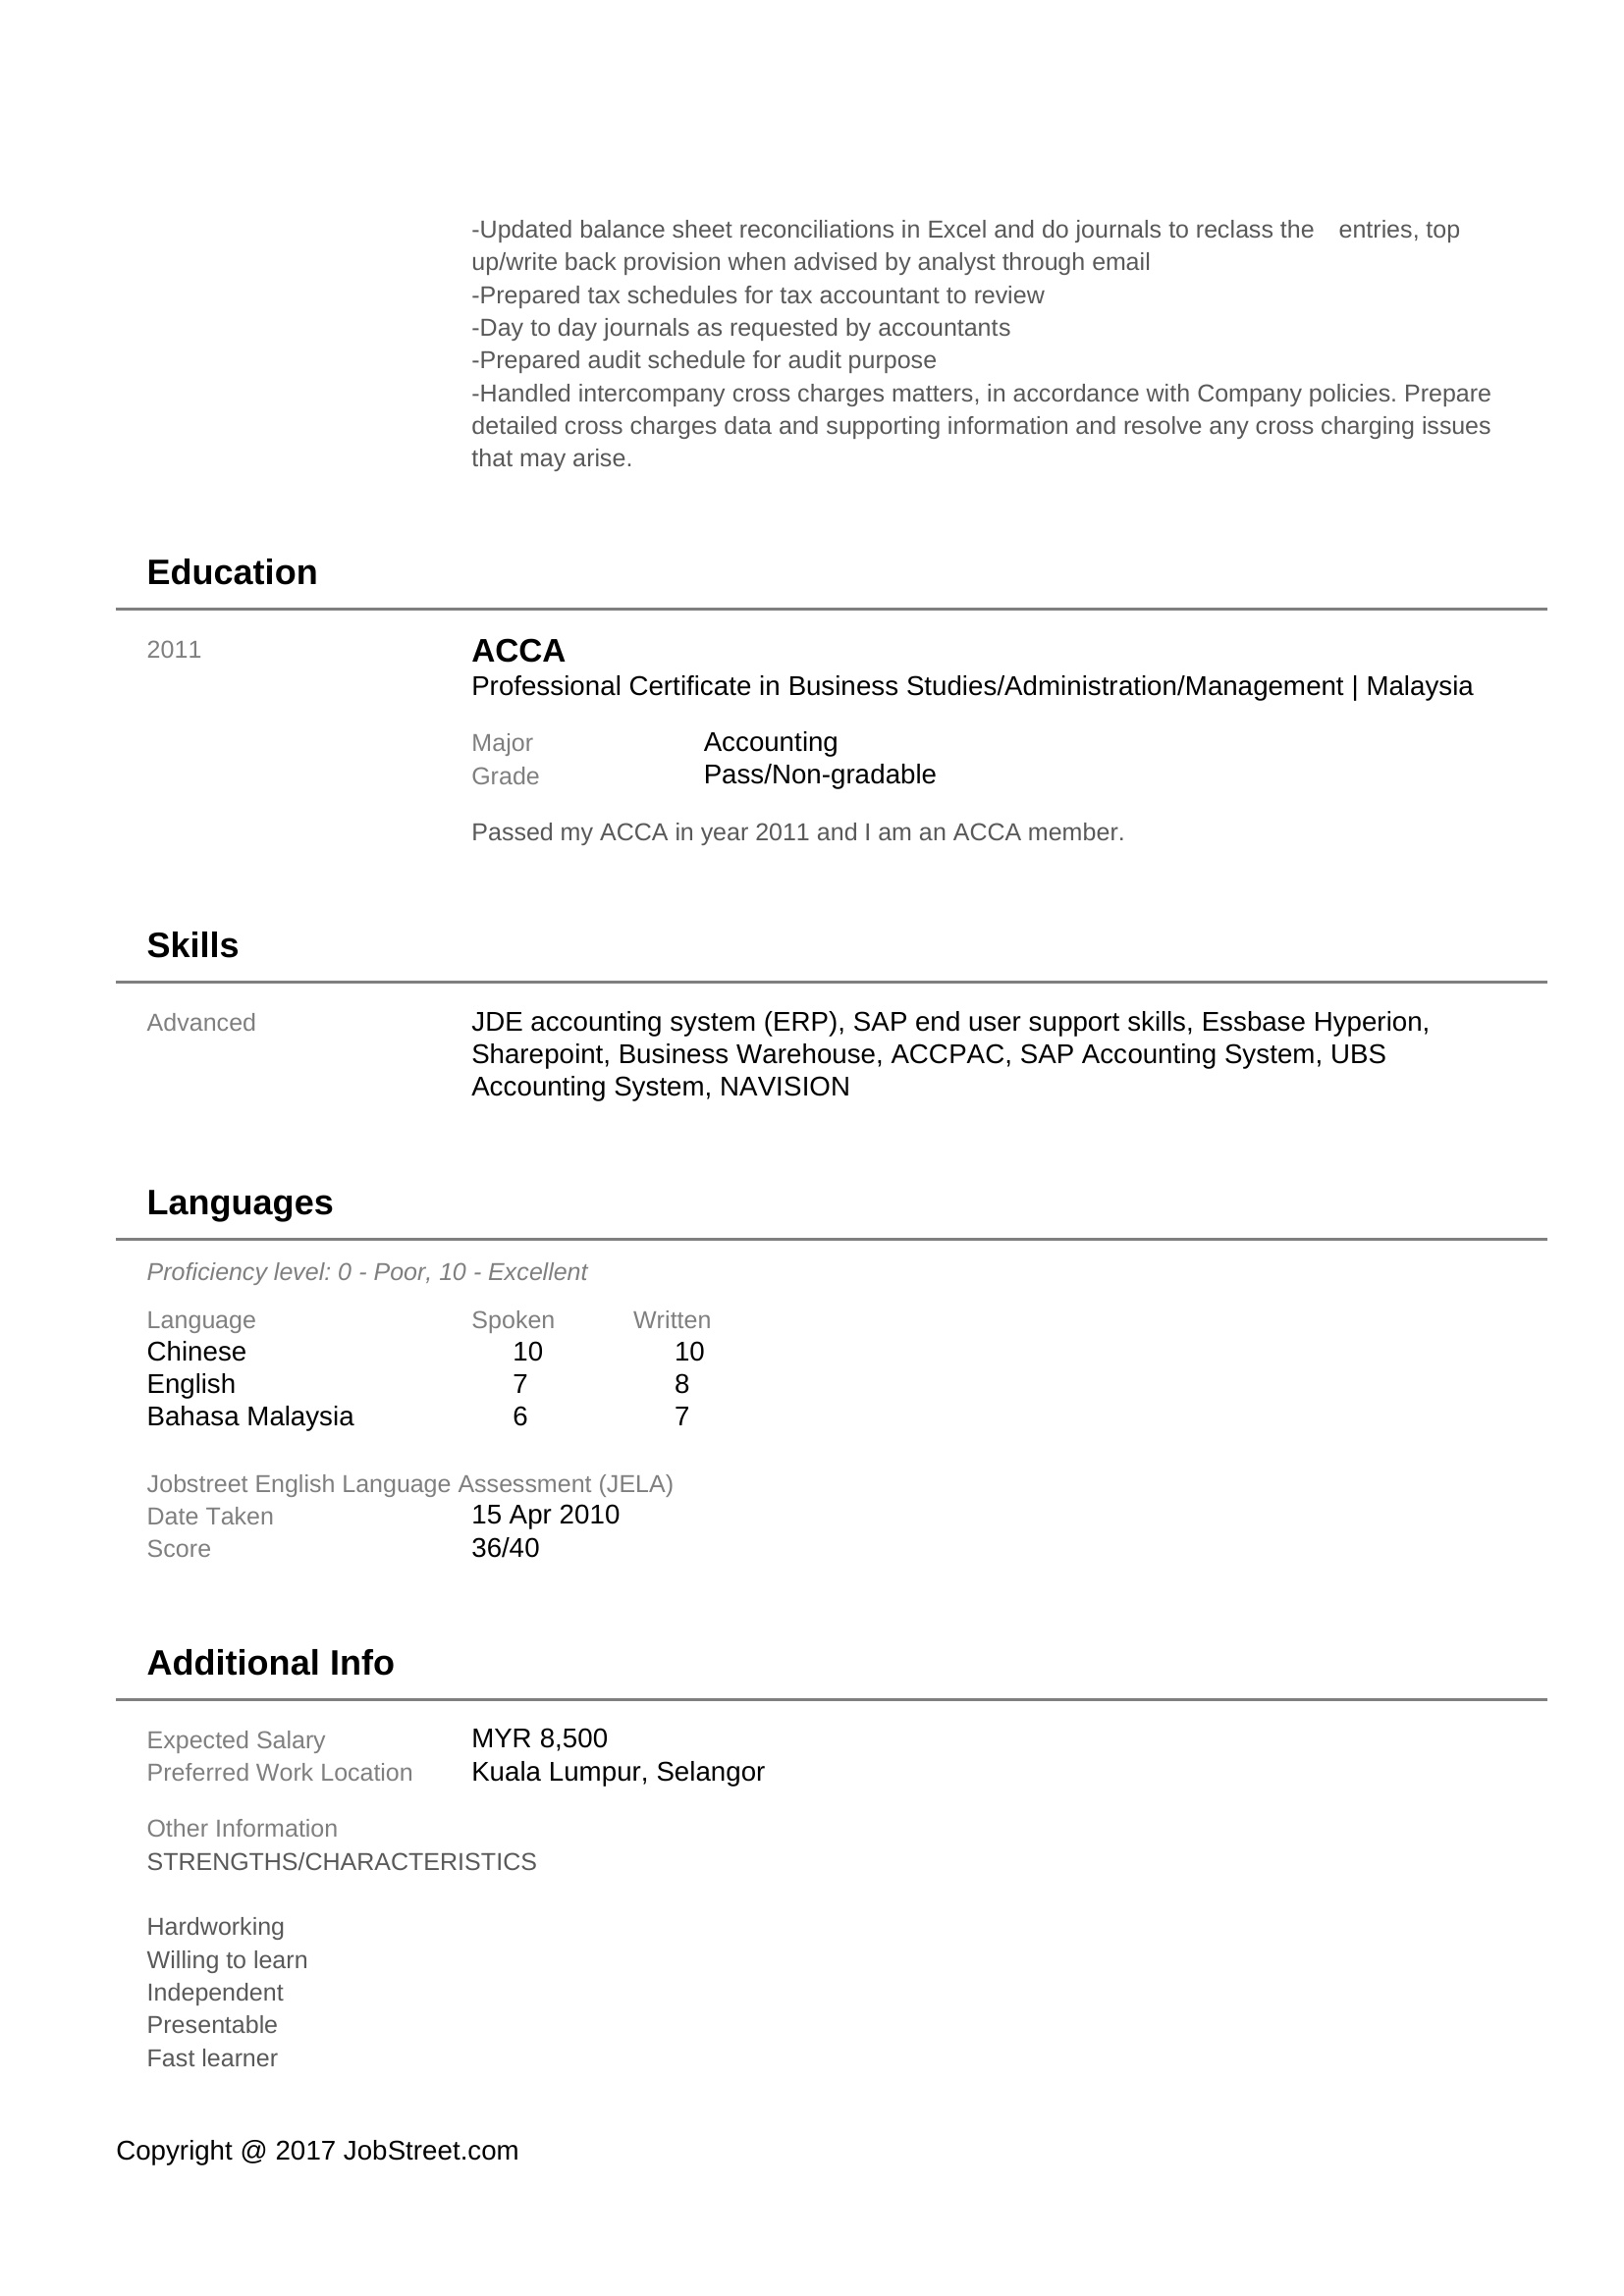 -Updated balance sheet reconciliations in Excel and do journals to reclass the entries, top
up/write back provision when advised by analyst through email
-Prepared tax schedules for tax accountant to review
-Day to day journals as requested by accountants
-Prepared audit schedule for audit purpose
-Handled intercompany cross charges matters, in accordance with Company policies. Prepare
detailed cross charges data and supporting information and resolve any cross charging issues
that may arise.
Education
2011 ACCA
Professional Certificate in Business Studies/Administration/Management | Malaysia
Major Accounting
Grade Pass/Non-gradable
Passed my ACCA in year 2011 and I am an ACCA member.
Skills
Advanced JDE accounting system (ERP), SAP end user support skills, Essbase Hyperion,
Sharepoint, Business Warehouse, ACCPAC, SAP Accounting System, UBS
Accounting System, NAVISION
Languages
Proficiency level: 0 - Poor, 10 - Excellent
Language Spoken Written
Chinese 10 10
English 7 8
Bahasa Malaysia 6 7
Jobstreet English Language Assessment (JELA)
Date Taken 15 Apr 2010
Score 36/40
Additional Info
Expected Salary MYR 8,500
Preferred Work Location Kuala Lumpur, Selangor
Other Information
STRENGTHS/CHARACTERISTICS
Hardworking
Willing to learn
Independent
Presentable
Fast learner
Copyright @ 2017 JobStreet.com